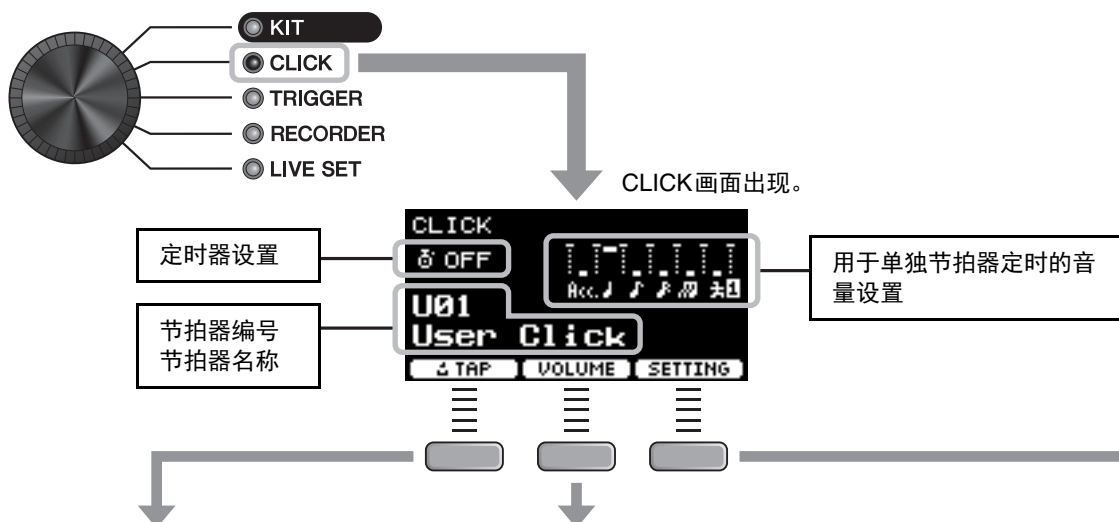 KIT
CLICK
TRIGGER
RECORDER
LIVE SET
CLICK画面出现。
CLICK
OFF
Acc.
1
U01
User Click
TAP
VOLUME
SETTING
定时器设置
节拍器编号
节拍器名称
用于单独节拍器定时的音
量设置